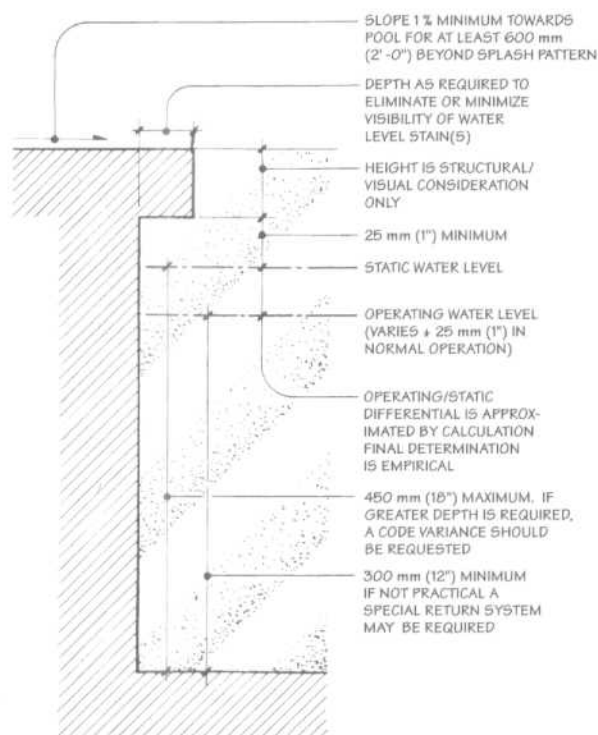 SLOPE 1% MINIMUM TOWARDS
POOL FOR AT LEAST 600 mm
(2'-0") BEYOND SPLASH PATTERN
DEPTH AS REQUIRED TO
ELIMINATE OR MINIMIZE
VISIBILITY OF WATER
LEVEL STAIN(S)
HEIGHT IS STRUCTURAL/
VISUAL CONSIDERATION
ONLY
25 mm (1") MINIMUM
STATIC WATER LEVEL
OPERATING WATER LEVEL
(VARIES + 25 mm (1") IN
NORMAL OPERATION)
OPERATING/STATIC
DIFFERENTIAL IS APPROX-
IMATED BY CALCULATION
FINAL DETERMINATION
IS EMPIRICAL
450 mm (18") MAXIMUM. IF
GREATER DEPTH IS REQUIRED,
A CODE VARIANCE SHOULD
BE REQUESTED
300 mm (12") MINIMUM
IF NOT PRACTICAL A
SPECIAL RETURN SYSTEM
MAY BE REQUIRED